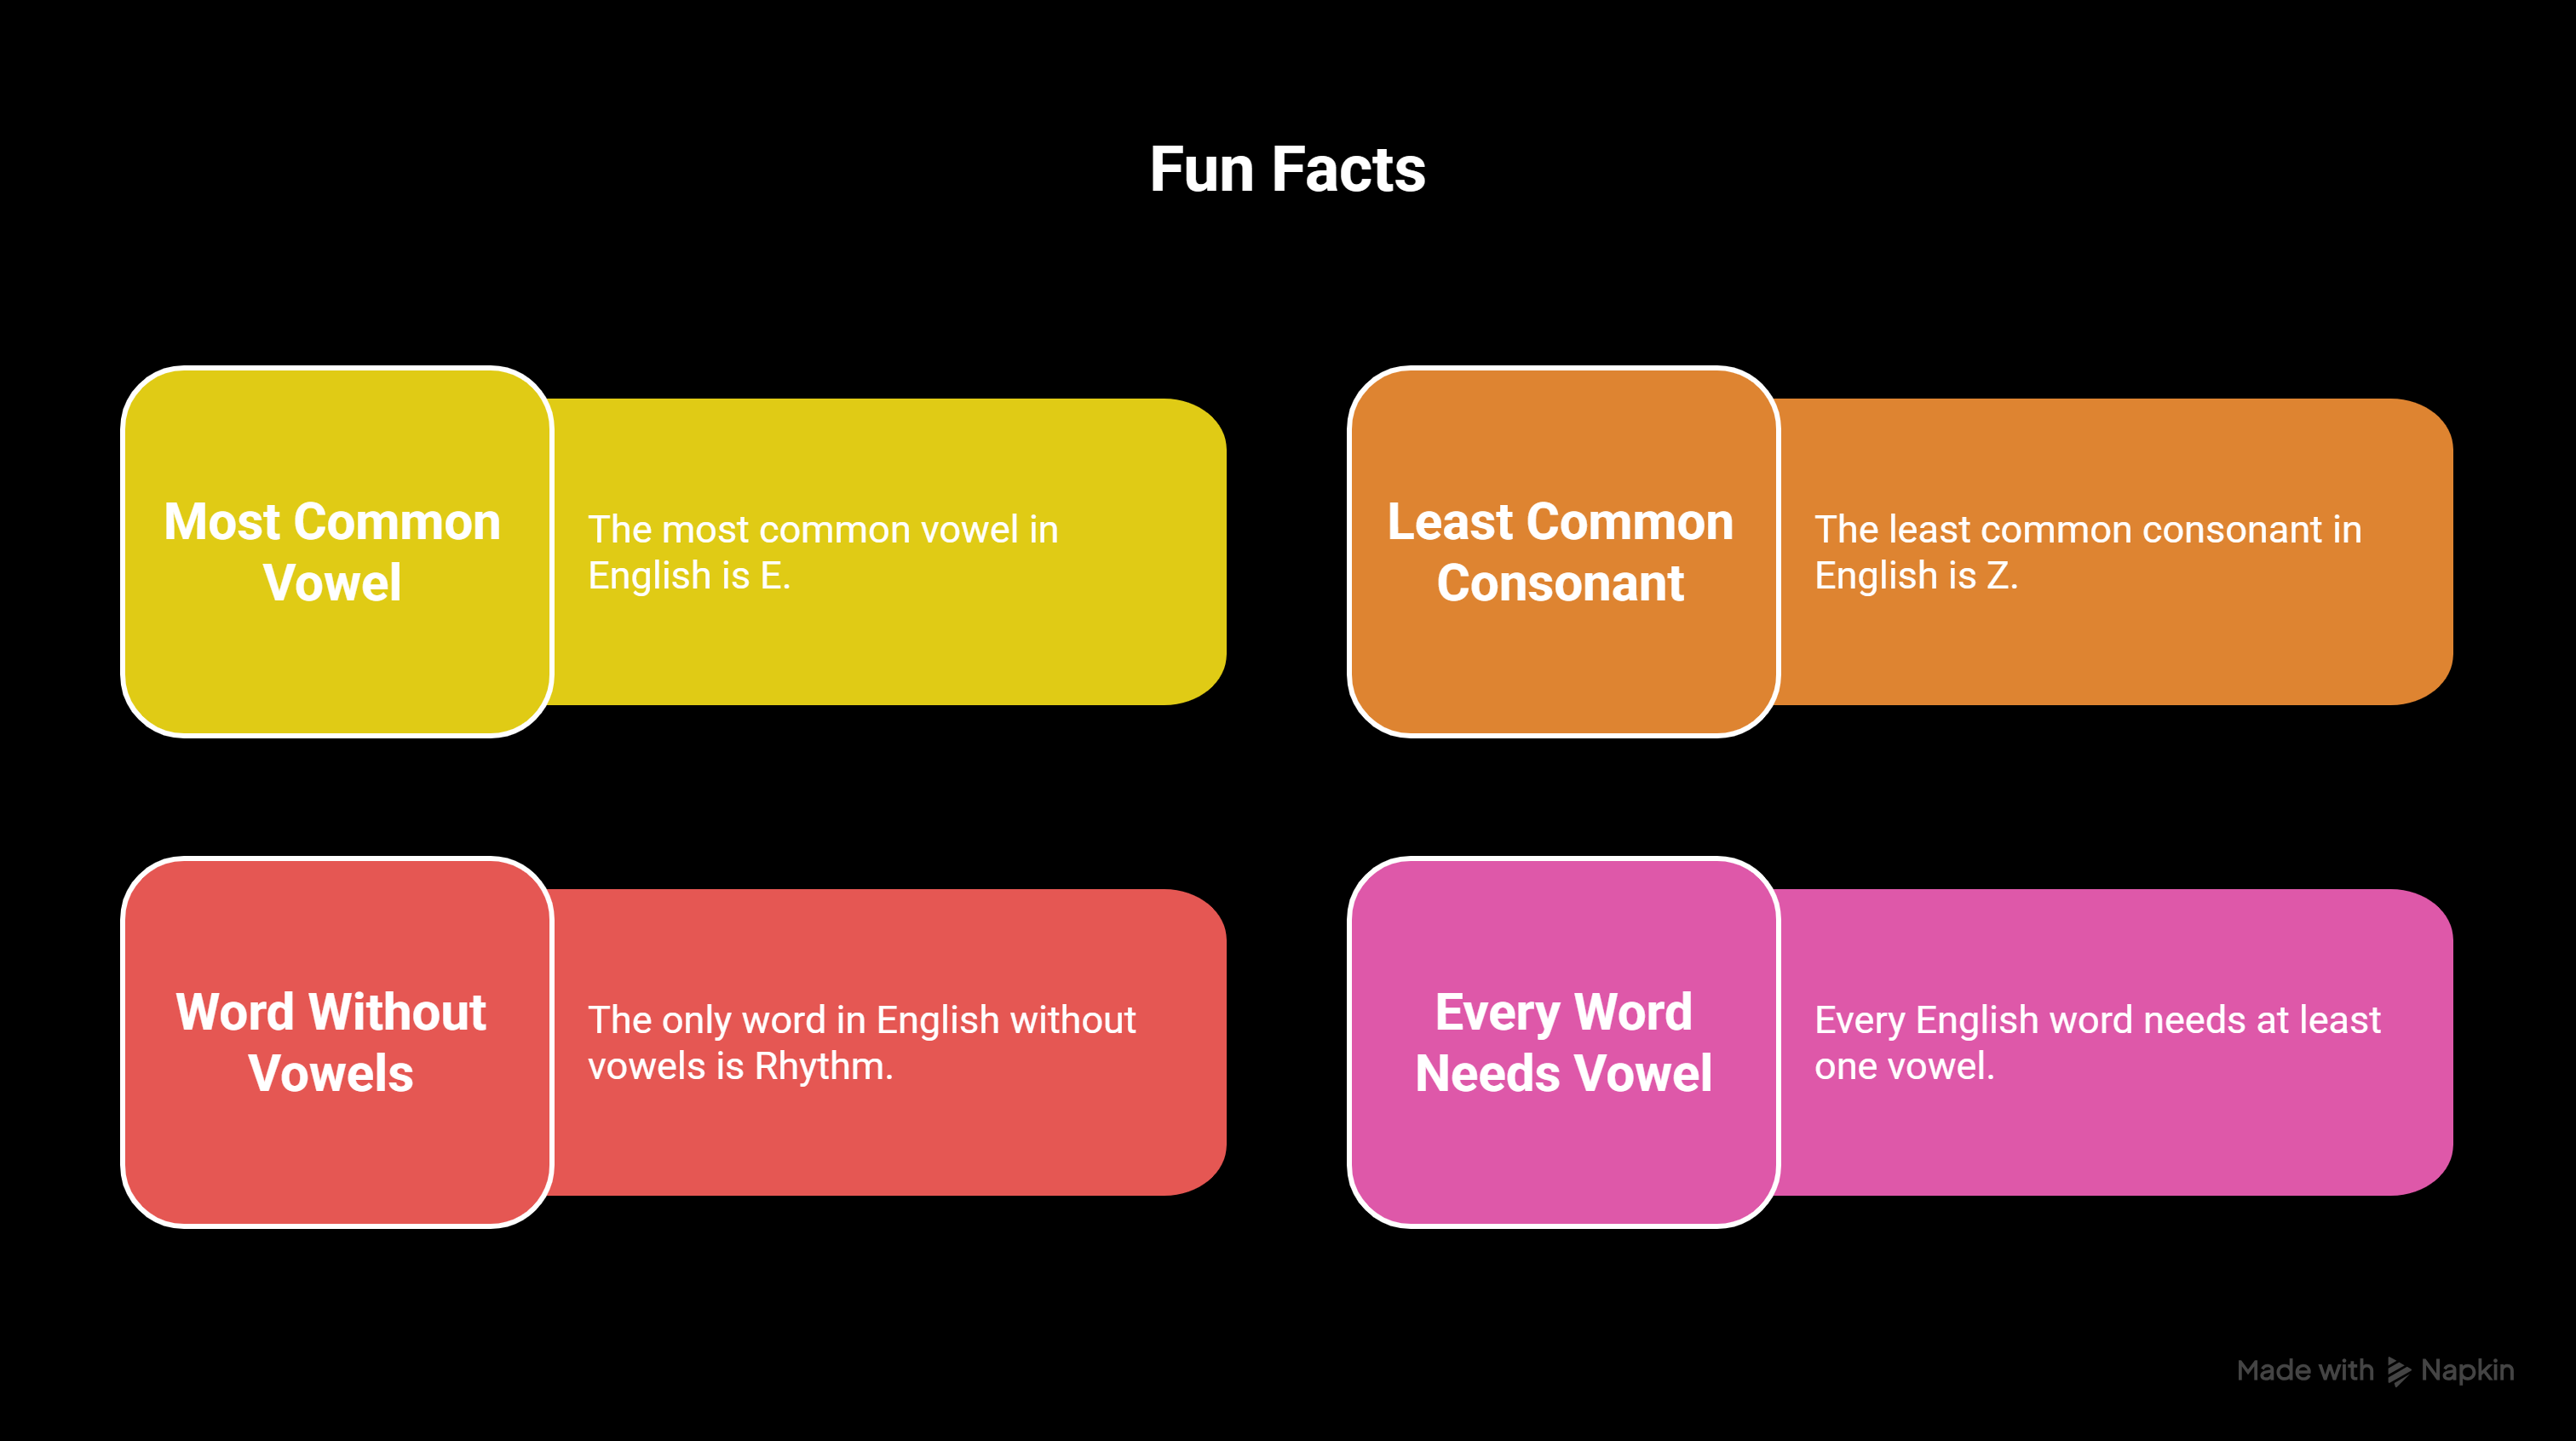 Fun Facts
Most Common
Vowel
The most common vowel in
English is E.
Least Common
Consonant
The least common consonant in
English is Z.
Word Without
Vowels
The only word in English without
vowels is Rhythm.
Every Word
Needs Vowel
Every English word needs at least
one vowel.
Made with Napkin